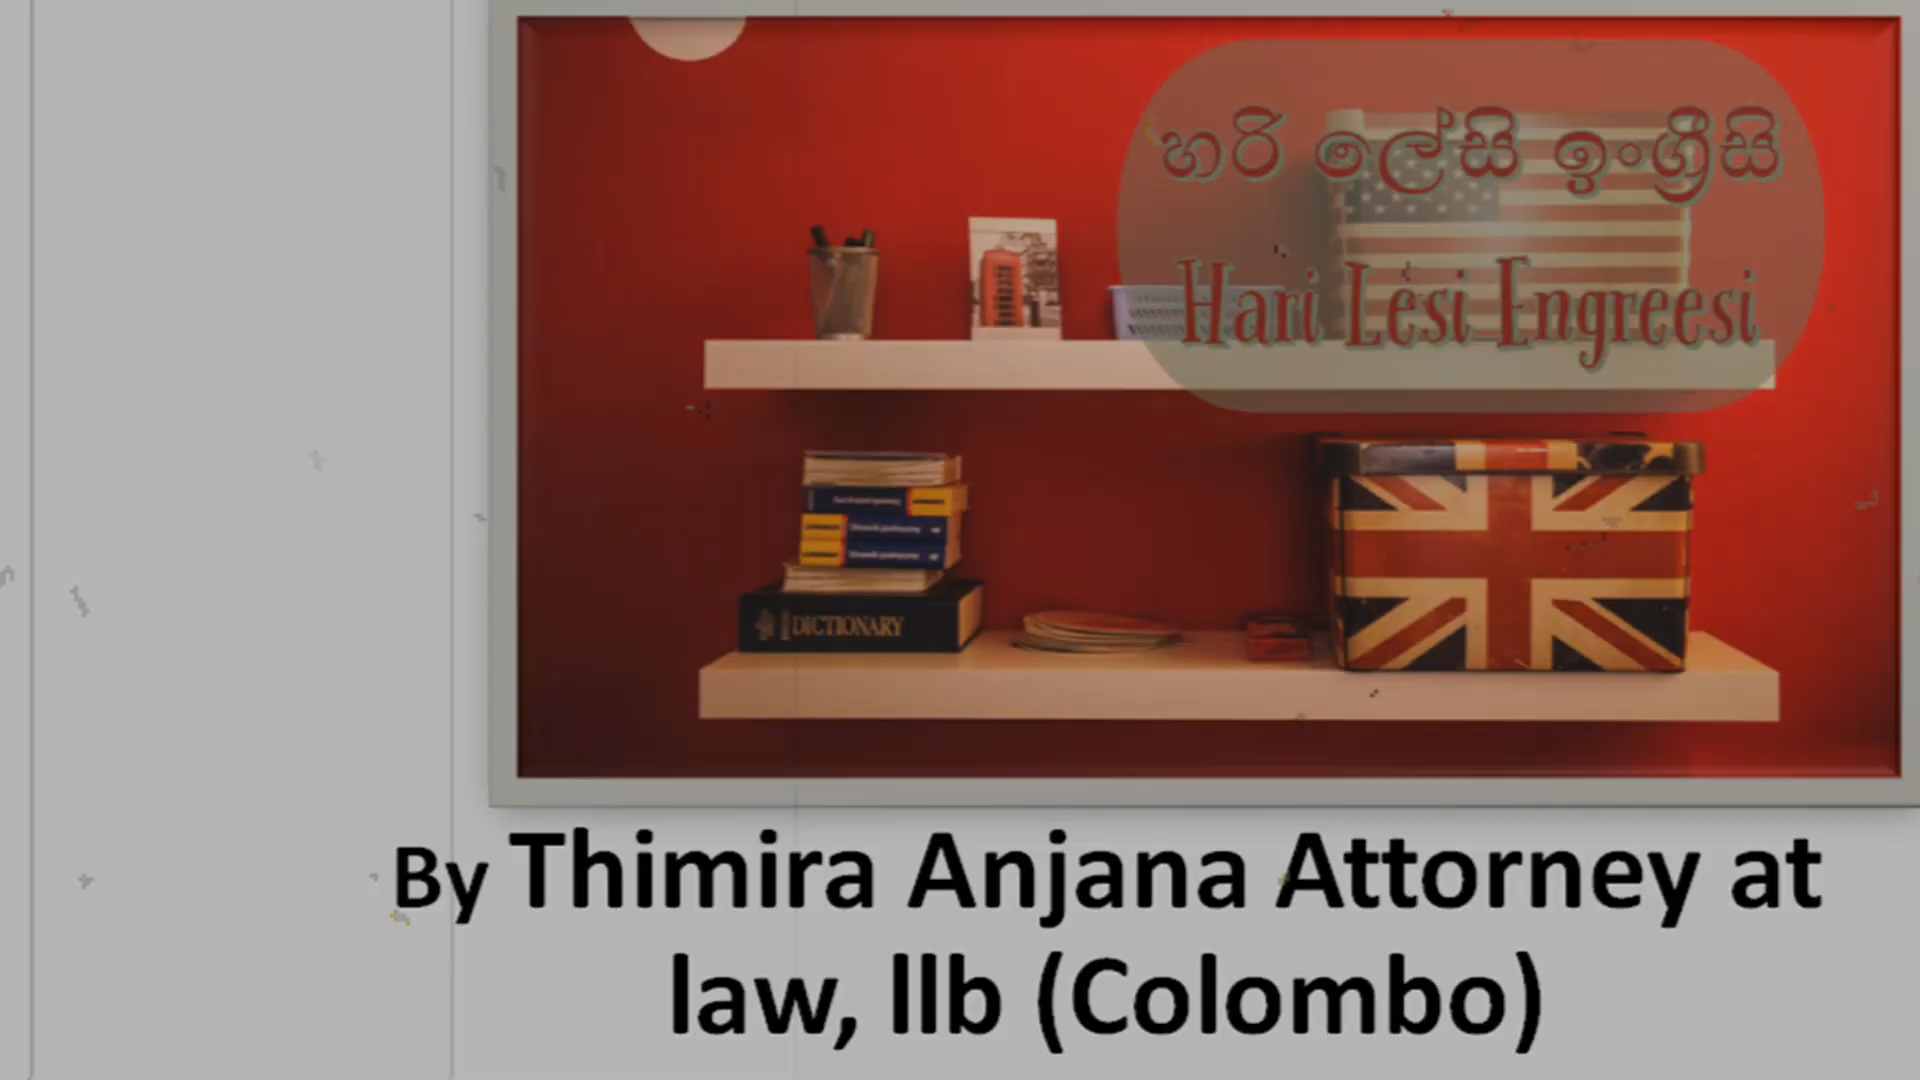 හරි ලේසි ඉංග්‍රීසි
Hari Lesi Engreesi
DICTIONARY
By Thimira Anjana Attorney at
law, llb (Colombo)